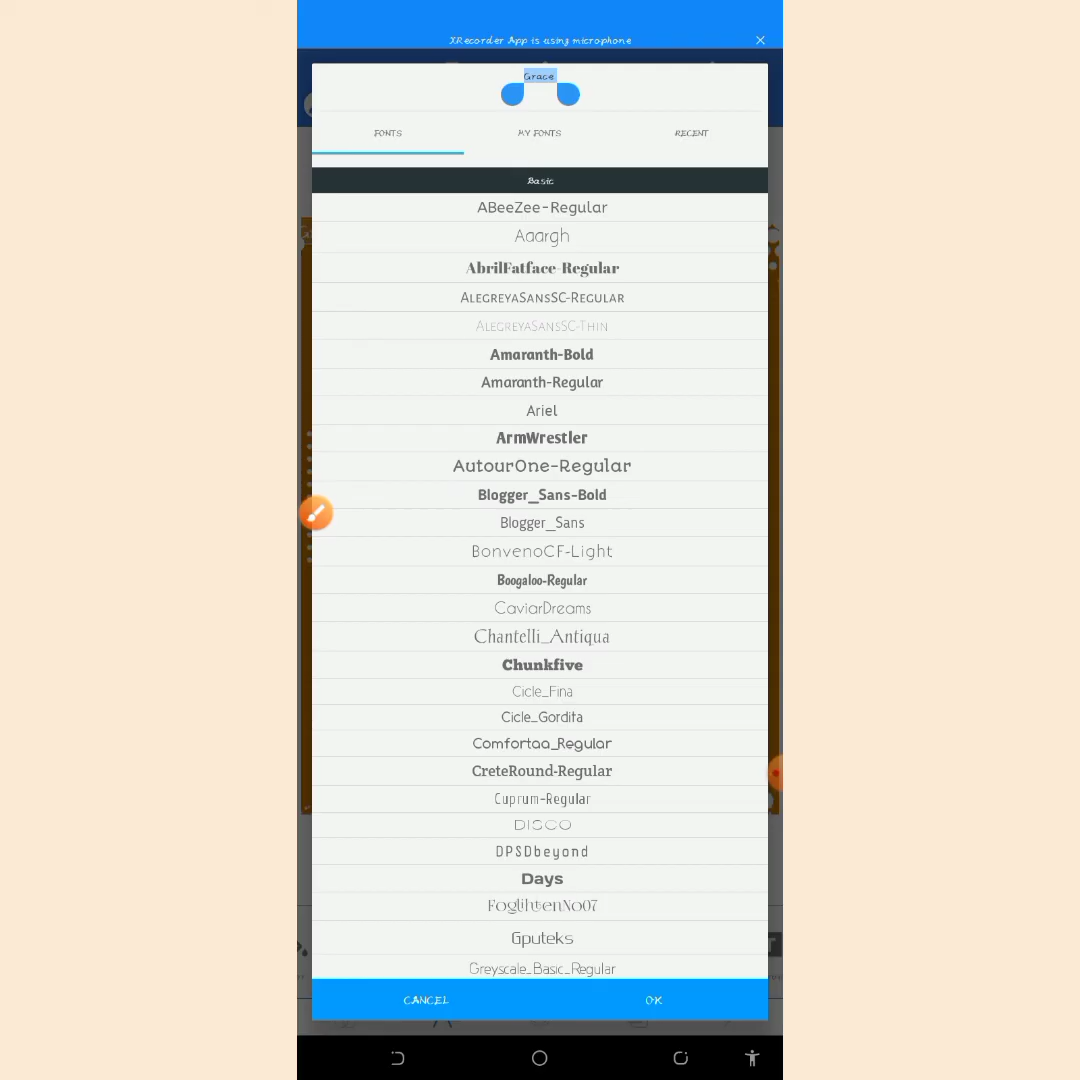 XRecorder App is using microphone
Grace
FONTS
MY FONTS
RECENT
Basic
ABeeZee-Regular
Aaargh
AbrilFatface-Regular
AlegreyaSansSC-Regular
AlegreyaSansSC-Thin
Amaranth-Bold
Amaranth-Regular
Ariel
ArmWrestler
AutourOne-Regular
Blogger_Sans-Bold
Blogger_Sans
BonvenoCF-Light
Boogaloo-Regular
CaviarDreams
Chantelli_Antiqua
Chunkfive
Cicle_Fina
Cicle_Gordita
Comfortaa_Regular
CreteRound-Regular
Cuprum-Regular
DISCO
DPSDbeyond
Days
FoglihtenNo07
Gputeks
Greyscale_Basic_Regular
CANCEL
OK